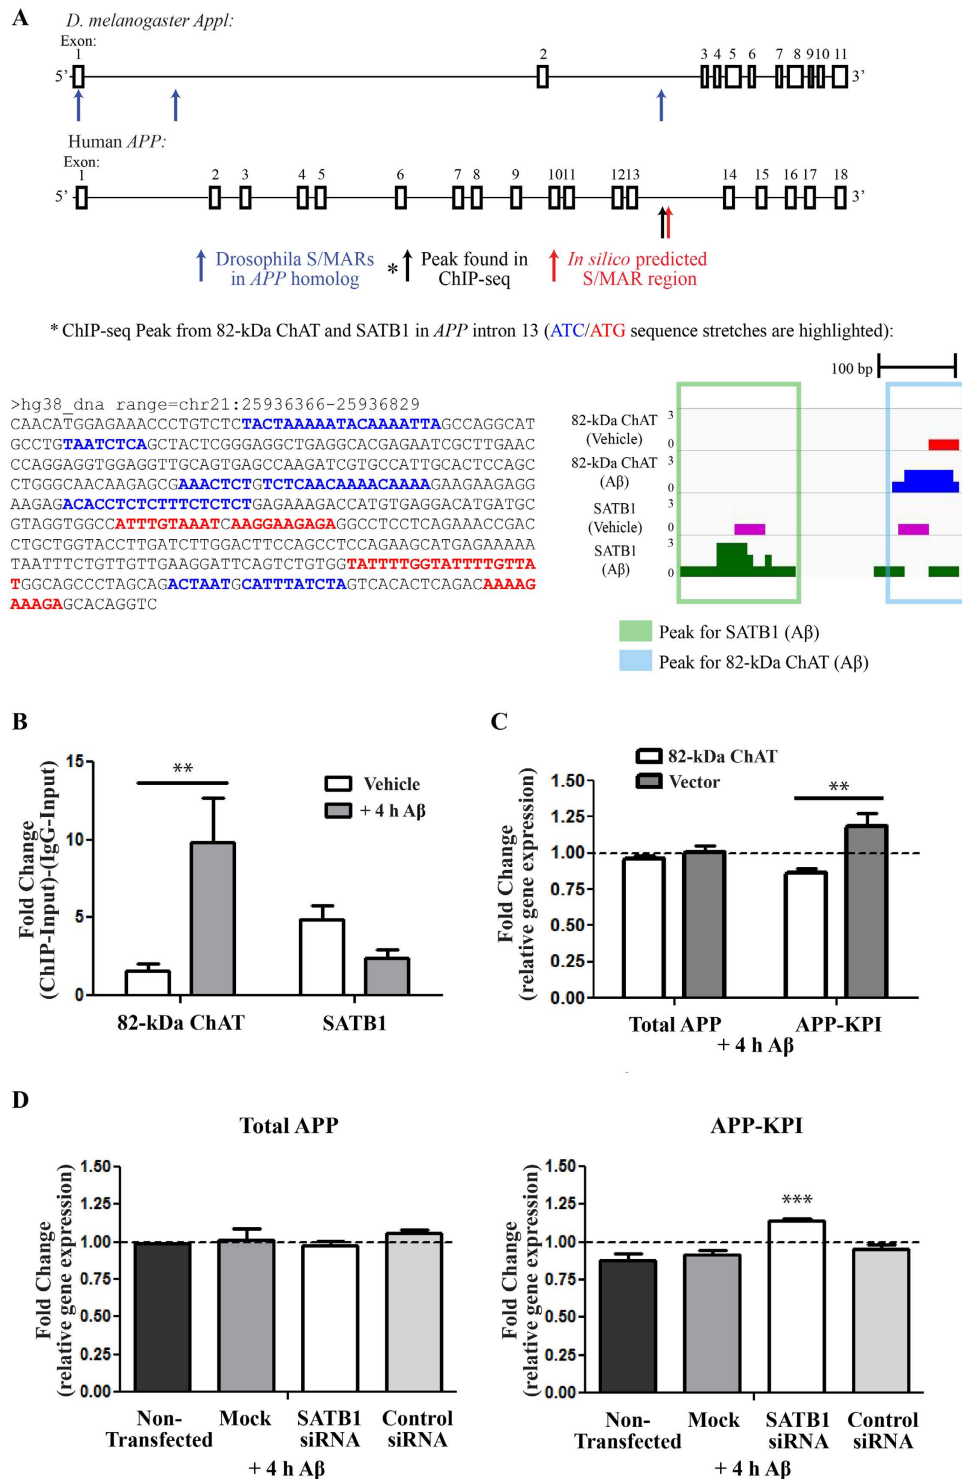 A
D. melanogaster Appl:
Exon:
1 2 3 4 5 6 7 8 9 10 11
5’ 3’
Human APP:
Exon:
1 2 3 4 5 6 7 8 9 10 11 12 13 14 15 16 17 18
5’ 3’
Drosophila S/MARs
in APP homolog
* Peak found in
ChIP-seq
In silico predicted
S/MAR region
* ChIP-seq Peak from 82-kDa ChAT and SATB1 in APP intron 13 (ATC/ATG sequence stretches are highlighted):
>hg38_dna range=chr21:25936366-25936829
CAACATGGAGAAACCCTGTCTCTACTAAAAATACAAAATTAGCCAGGCAT
GCCTGTAATCTCAGCTACTCGGGAGGCTGAGGCACGAGAATCGCTTGAAC
CCAGGAGGTGGAGGTTGCAGTGAGCCAAGATCGTGCCATTGCACTCCAGC
CTGGGCAACAAGAGCGAAACTCTGTCTCAACAAAACAAAAGAAGAAGAGG
AAGAGACACCTCTCTTTCTCTCTGAGAAAGACCATGTGAGGACATGATGC
GTAGGTGGCCATTTGTAAATCAAGGAAGAGAGGCCTCCTCAGAAACCGAC
CTGCTGGTACCTTGATCTTGGACTTCCAGCCTCCAGAAGCATGAGAAAAA
TAATTTCTGTTGTTGAAGGATTCAGTCTGTGGTATTTTGGTATTTTGTTA
TGGCAGCCCTAGCAGACTAATGCATTTATCTAGTCACACTCAGACAAAAG
AAAGAGCACAGGTC
100 bp
82-kDa ChAT
(Vehicle)
3
0
82-kDa ChAT
(Aβ)
3
0
SATB1
(Vehicle)
3
0
SATB1
(Aβ)
3
0
Peak for SATB1 (Aβ)
Peak for 82-kDa ChAT (Aβ)
B
Fold Change
(ChIP-Input)-(IgG-Input)
15
10
5
0
**
Vehicle
+ 4 h Aβ
82-kDa ChAT
SATB1
C
Fold Change
(relative gene expression)
1.50
1.25
1.00
0.75
0.50
0.25
0.00
82-kDa ChAT
Vector
**
Total APP
APP-KPI
+ 4 h Aβ
D
Total APP
Fold Change
(relative gene expression)
1.50
1.25
1.00
0.75
0.50
0.25
0.00
Non-
Transfected
Mock
SATB1
siRNA
Control
siRNA
+ 4 h Aβ
APP-KPI
Fold Change
(relative gene expression)
1.50
1.25
1.00
0.75
0.50
0.25
0.00
***
Non-
Transfected
Mock
SATB1
siRNA
Control
siRNA
+ 4 h Aβ